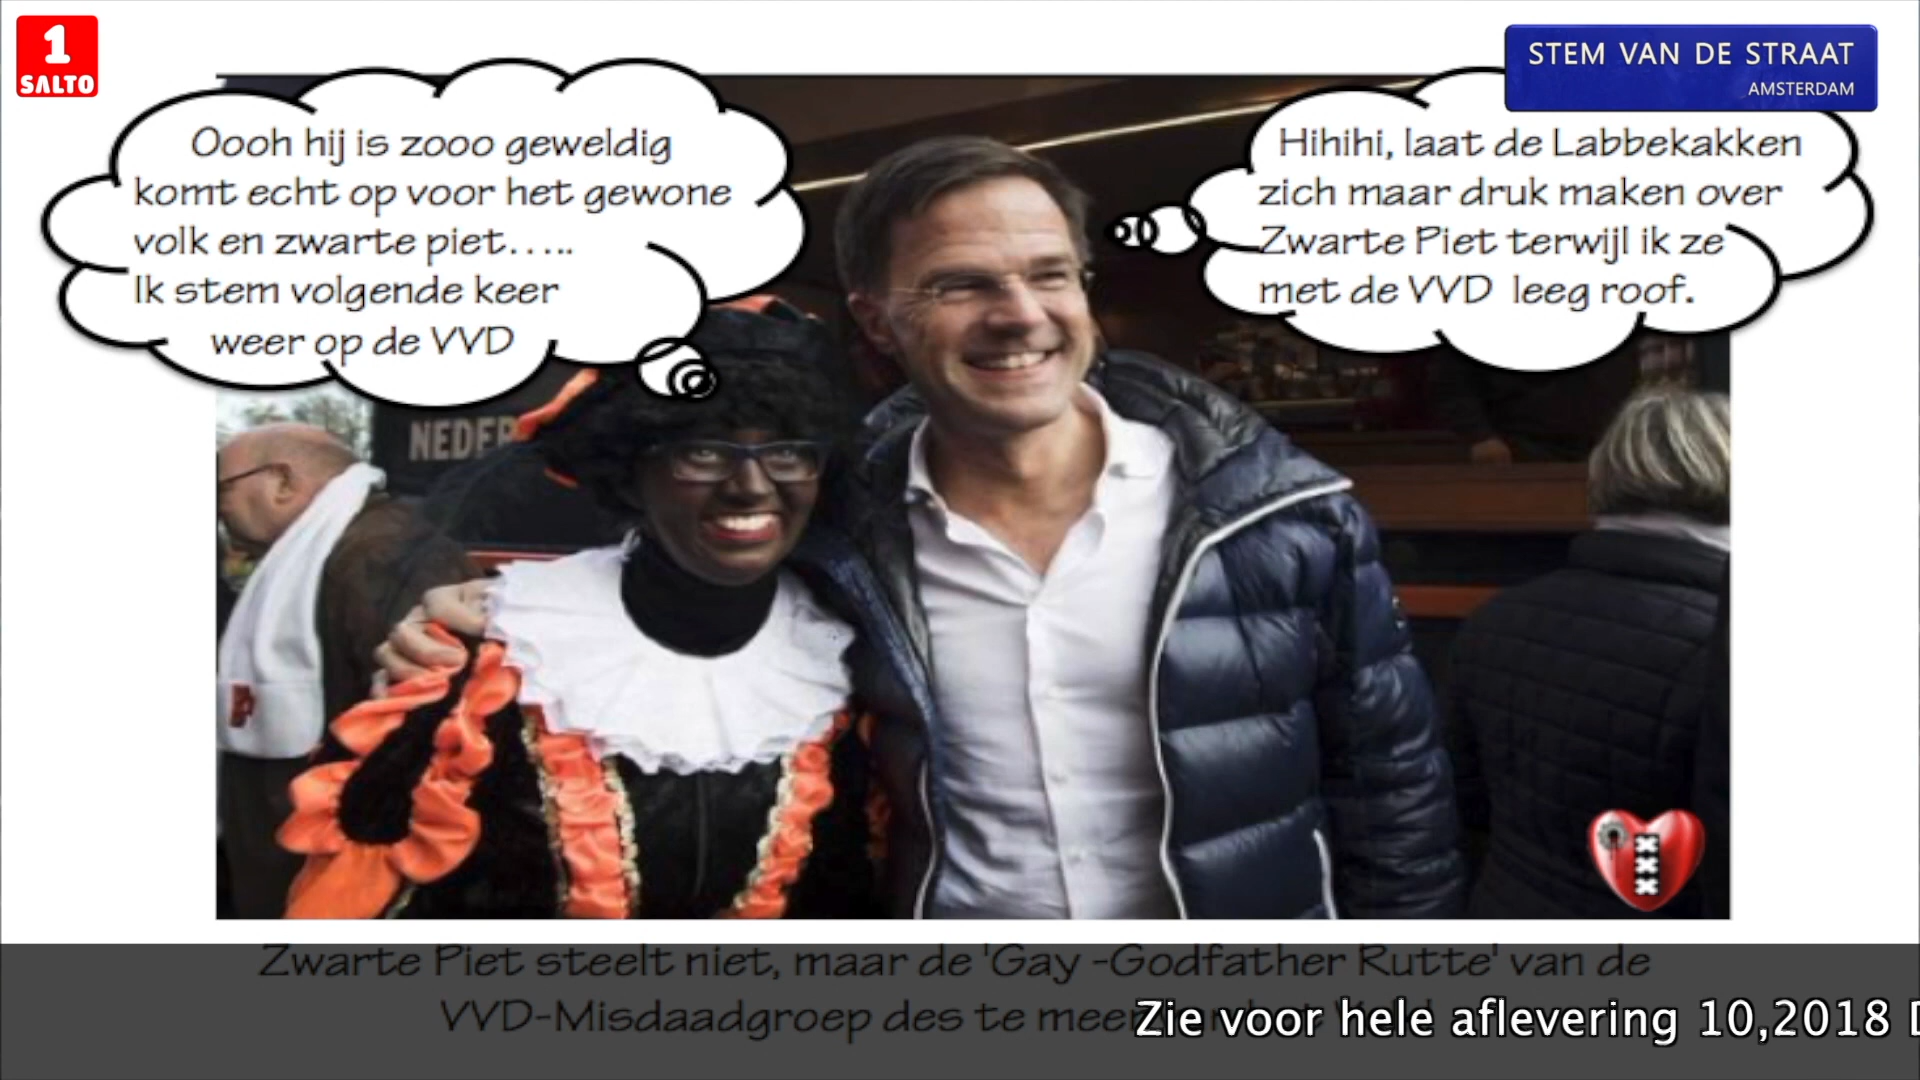 1
SALTO
STEM VAN DE STRAAT
AMSTERDAM
Oooh hij is zooo geweldig
komt echt op voor het gewone
volk en zwarte piet.....
Ik stem volgende keer
weer op de VVD
Hihihi, laat de Labbekakken
zich maar druk maken over
Zwarte Piet terwijl ik ze
met de VVD leeg roof.
NEDER
XXX
Zwarte Piet steelt niet, maar de 'Gay -Godfather Rutte' van de
VVD-Misdaadgroep des te meer
Zie voor hele aflevering 10,2018 D